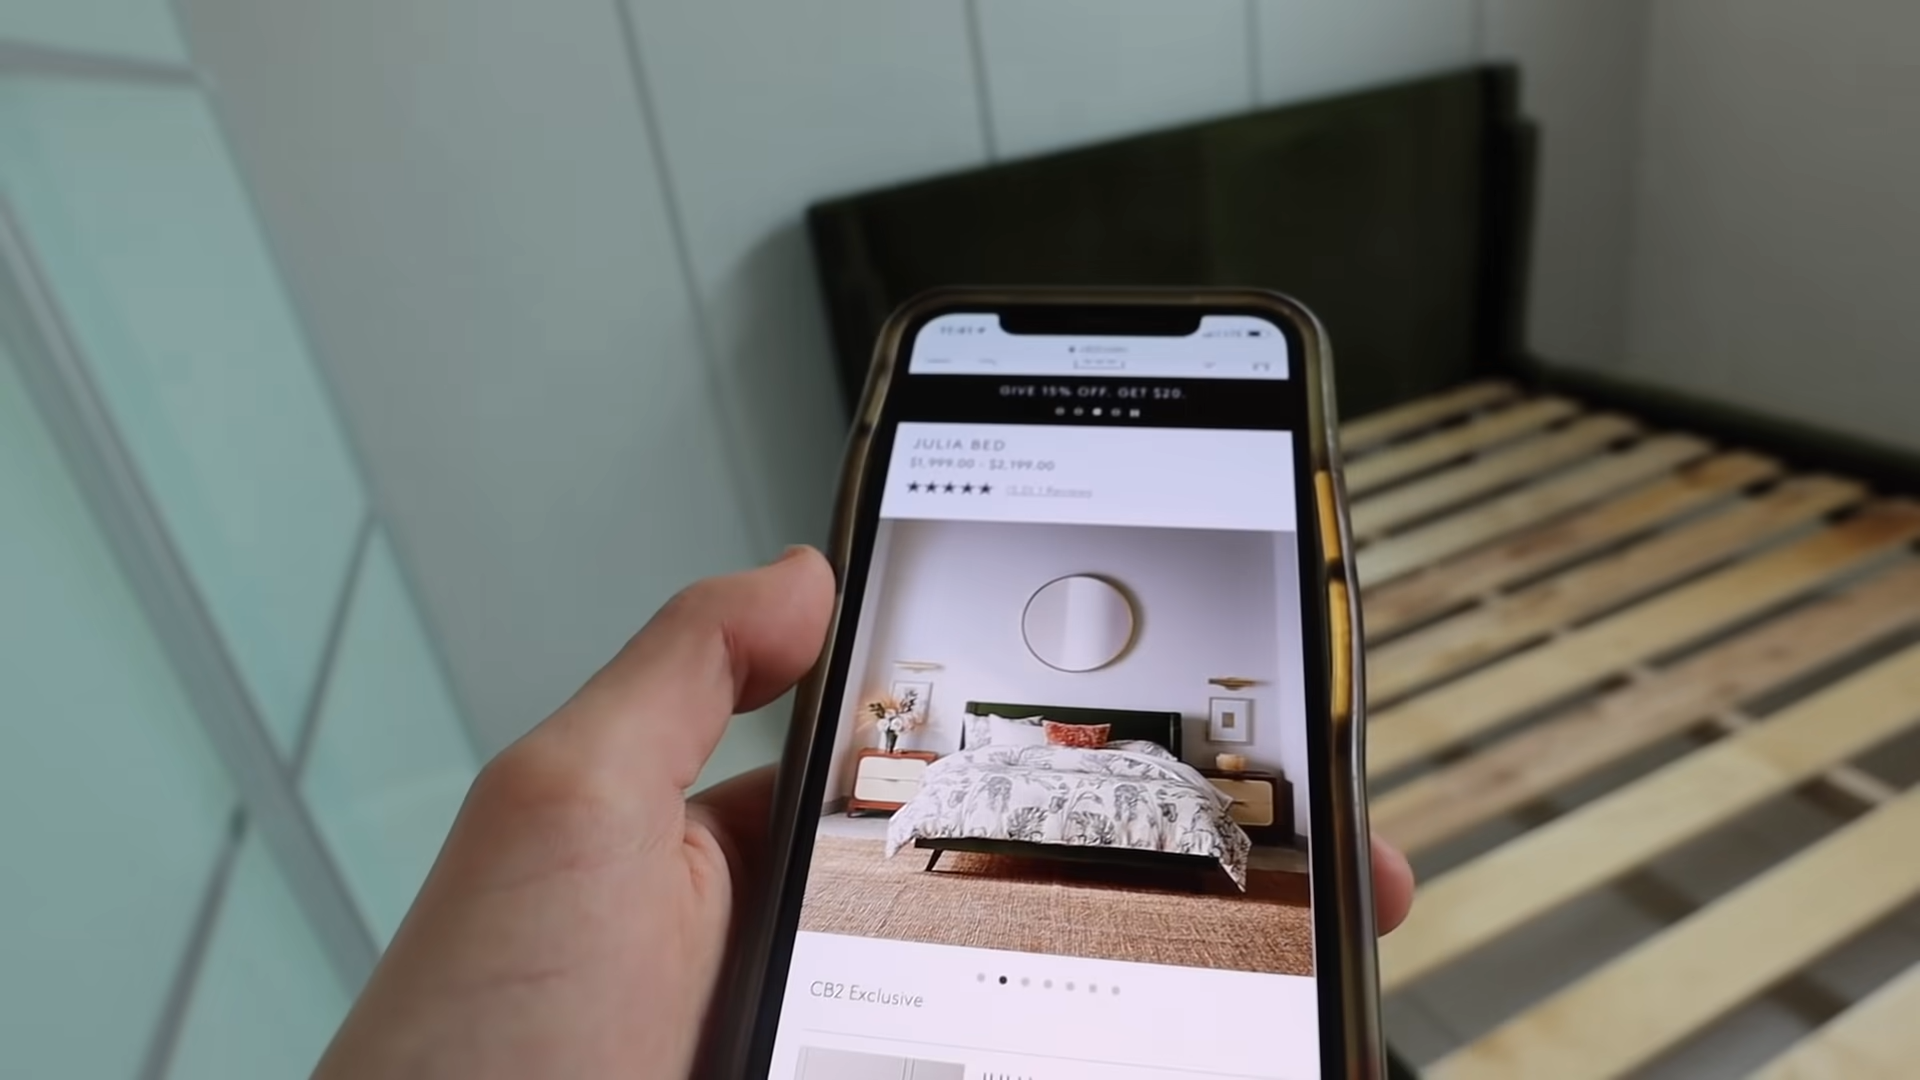 GIVE 15% OFF. GET $20.
JULIA BED
$1,999.00 - $2,199.00
CB2 Exclusive